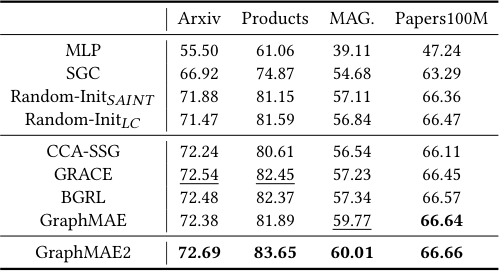 Arxiv Products MAG. Papers100M
MLP 55.50 61.06 39.11 47.24
SGC 66.92 74.87 54.68 63.29
Random-Init_SAINT 71.88 81.15 57.11 66.36
Random-Init_LC 71.47 81.59 56.84 66.47
CCA-SSG 72.24 80.61 56.54 66.11
GRACE 72.54 82.45 57.23 66.45
BGRL 72.48 82.37 57.34 66.57
GraphMAE 72.38 81.89 59.77 66.64
GraphMAE2 72.69 83.65 60.01 66.66